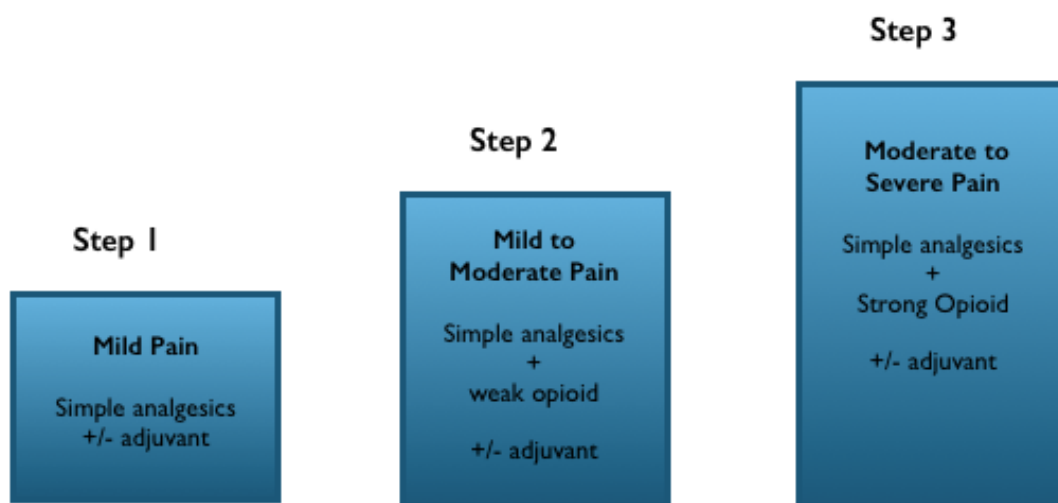 Step 1
Mild Pain
Simple analgesics
+/- adjuvant
Step 2
Mild to
Moderate Pain
Simple analgesics
+
weak opioid
+/- adjuvant
Step 3
Moderate to
Severe Pain
Simple analgesics
+
Strong Opioid
+/- adjuvant